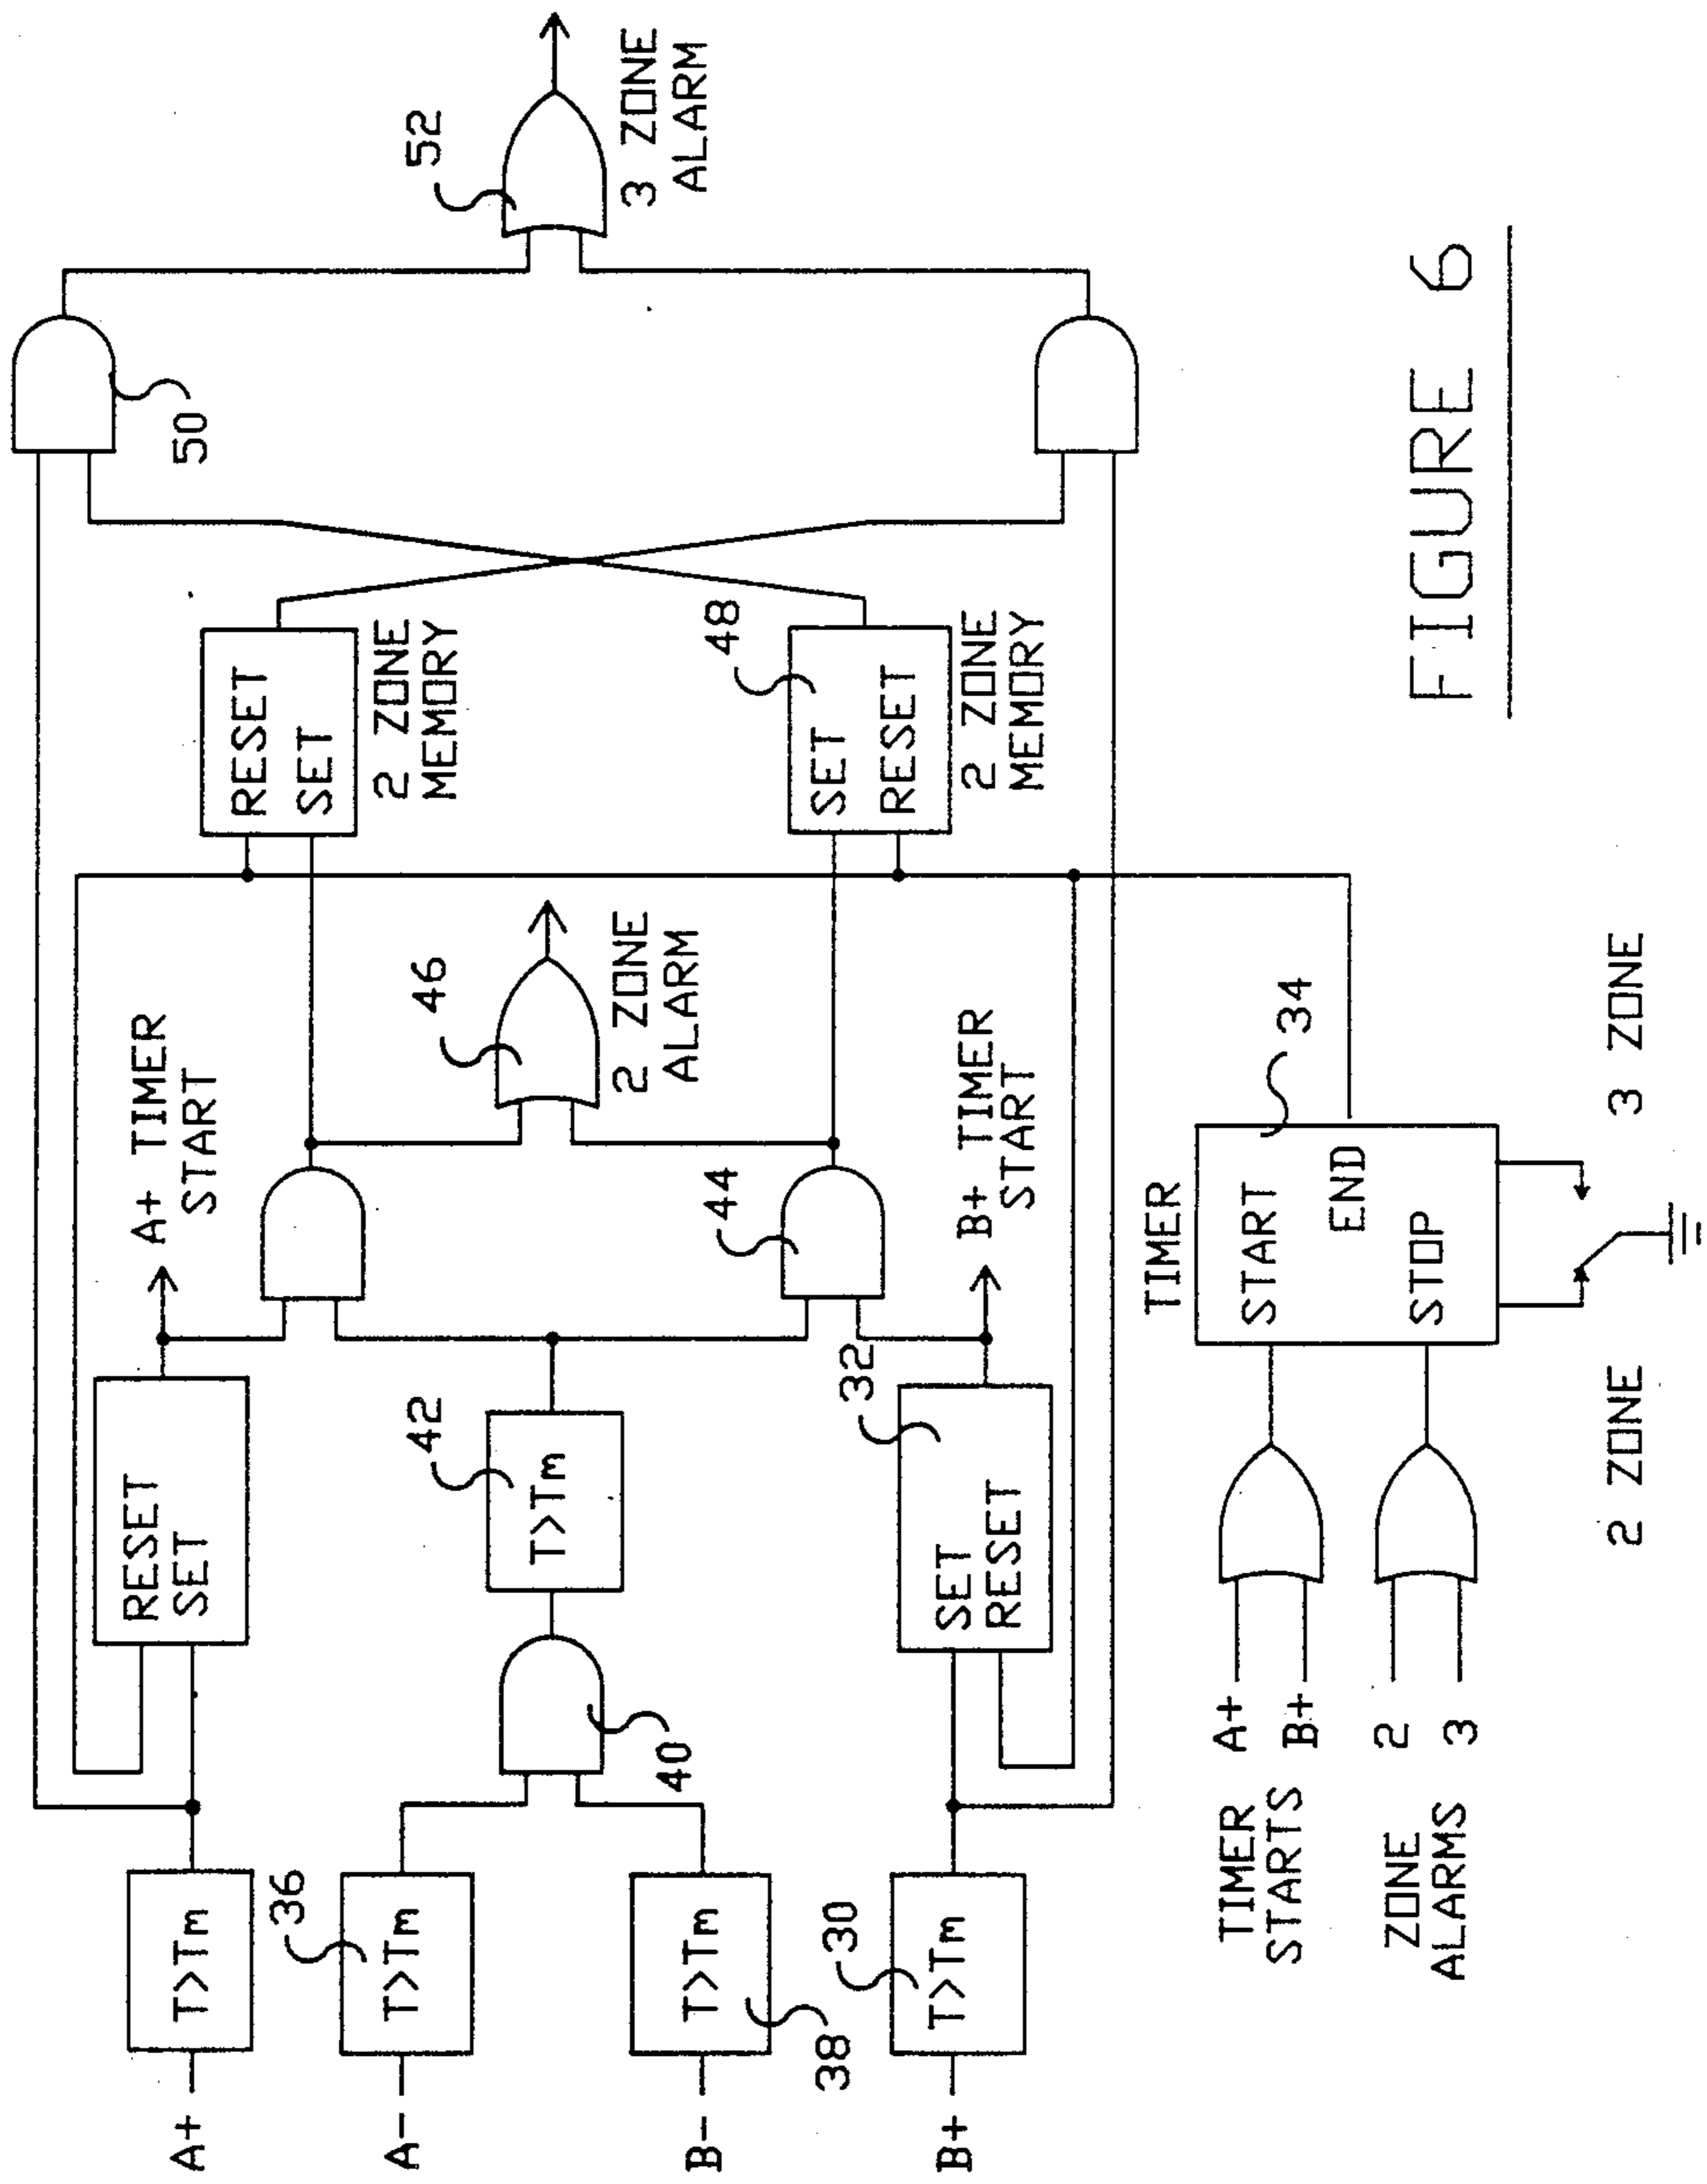 A+
T>Tm
RESET
SET
A+ TIMER
START
RESET
SET
2 ZONE
MEMORY
50
A-
T>Tm
36
40
T>Tm
42
46
2 ZONE
ALARM
52
3 ZONE
ALARM
B-
T>Tm
38
44
48
SET
RESET
2 ZONE
MEMORY
B+
T>Tm
30
SET
RESET
32
B+ TIMER
START
TIMER
STARTS
A+
B+
ZONE
ALARMS
2
3
TIMER
START
END
STOP
34
2 ZONE
3 ZONE
FIGURE 6